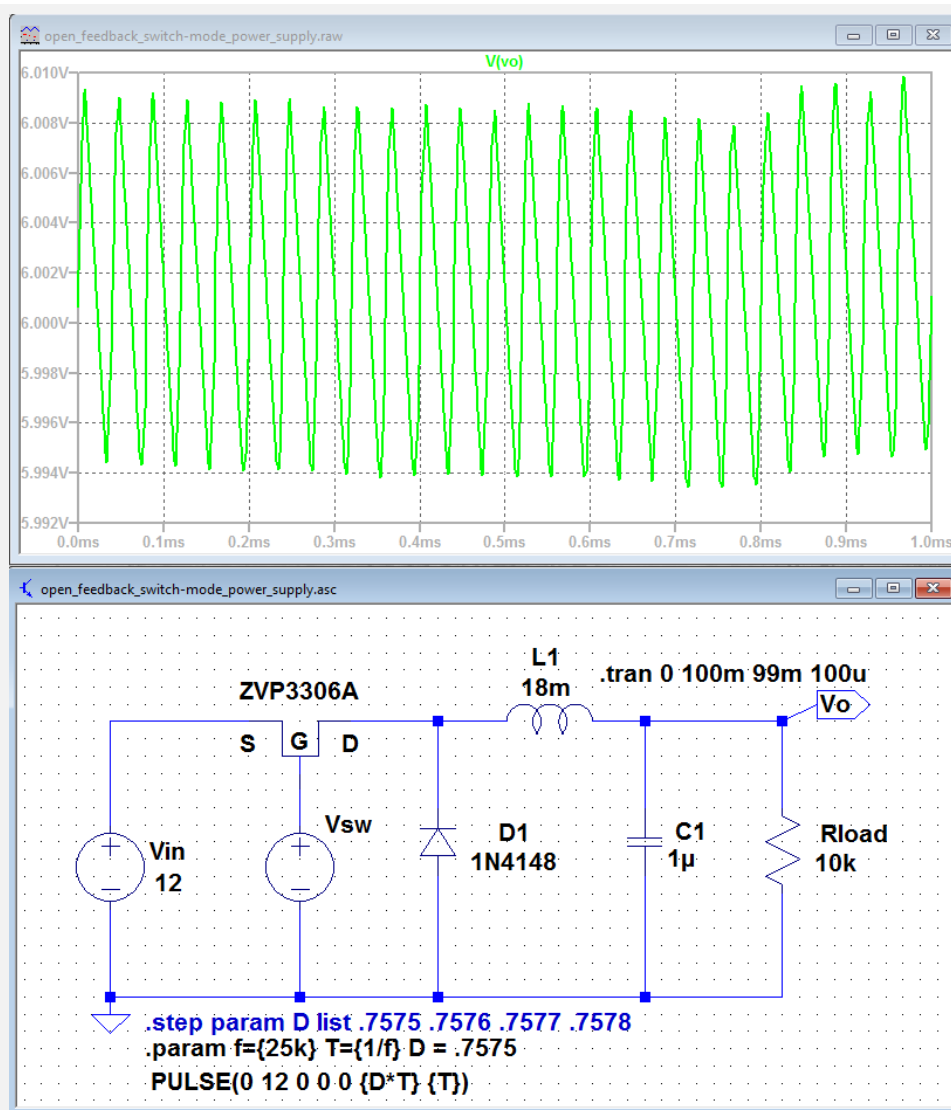 open_feedback_switch-mode_power_supply.raw
V(vo)
6.010V
6.008V
6.006V
6.004V
6.002V
6.000V
5.998V
5.996V
5.994V
5.992V
0.0ms 0.1ms 0.2ms 0.3ms 0.4ms 0.5ms 0.6ms 0.7ms 0.8ms 0.9ms 1.0ms
open_feedback_switch-mode_power_supply.asc
L1
18m
.tran 0 100m 99m 100u
Vo
ZVP3306A
S G D
Vin
12
Vsw
D1
1N4148
C1
1µ
Rload
10k
.step param D list .7575 .7576 .7577 .7578
.param f={25k} T={1/f} D = .7575
PULSE(0 12 0 0 0 {D*T} {T})